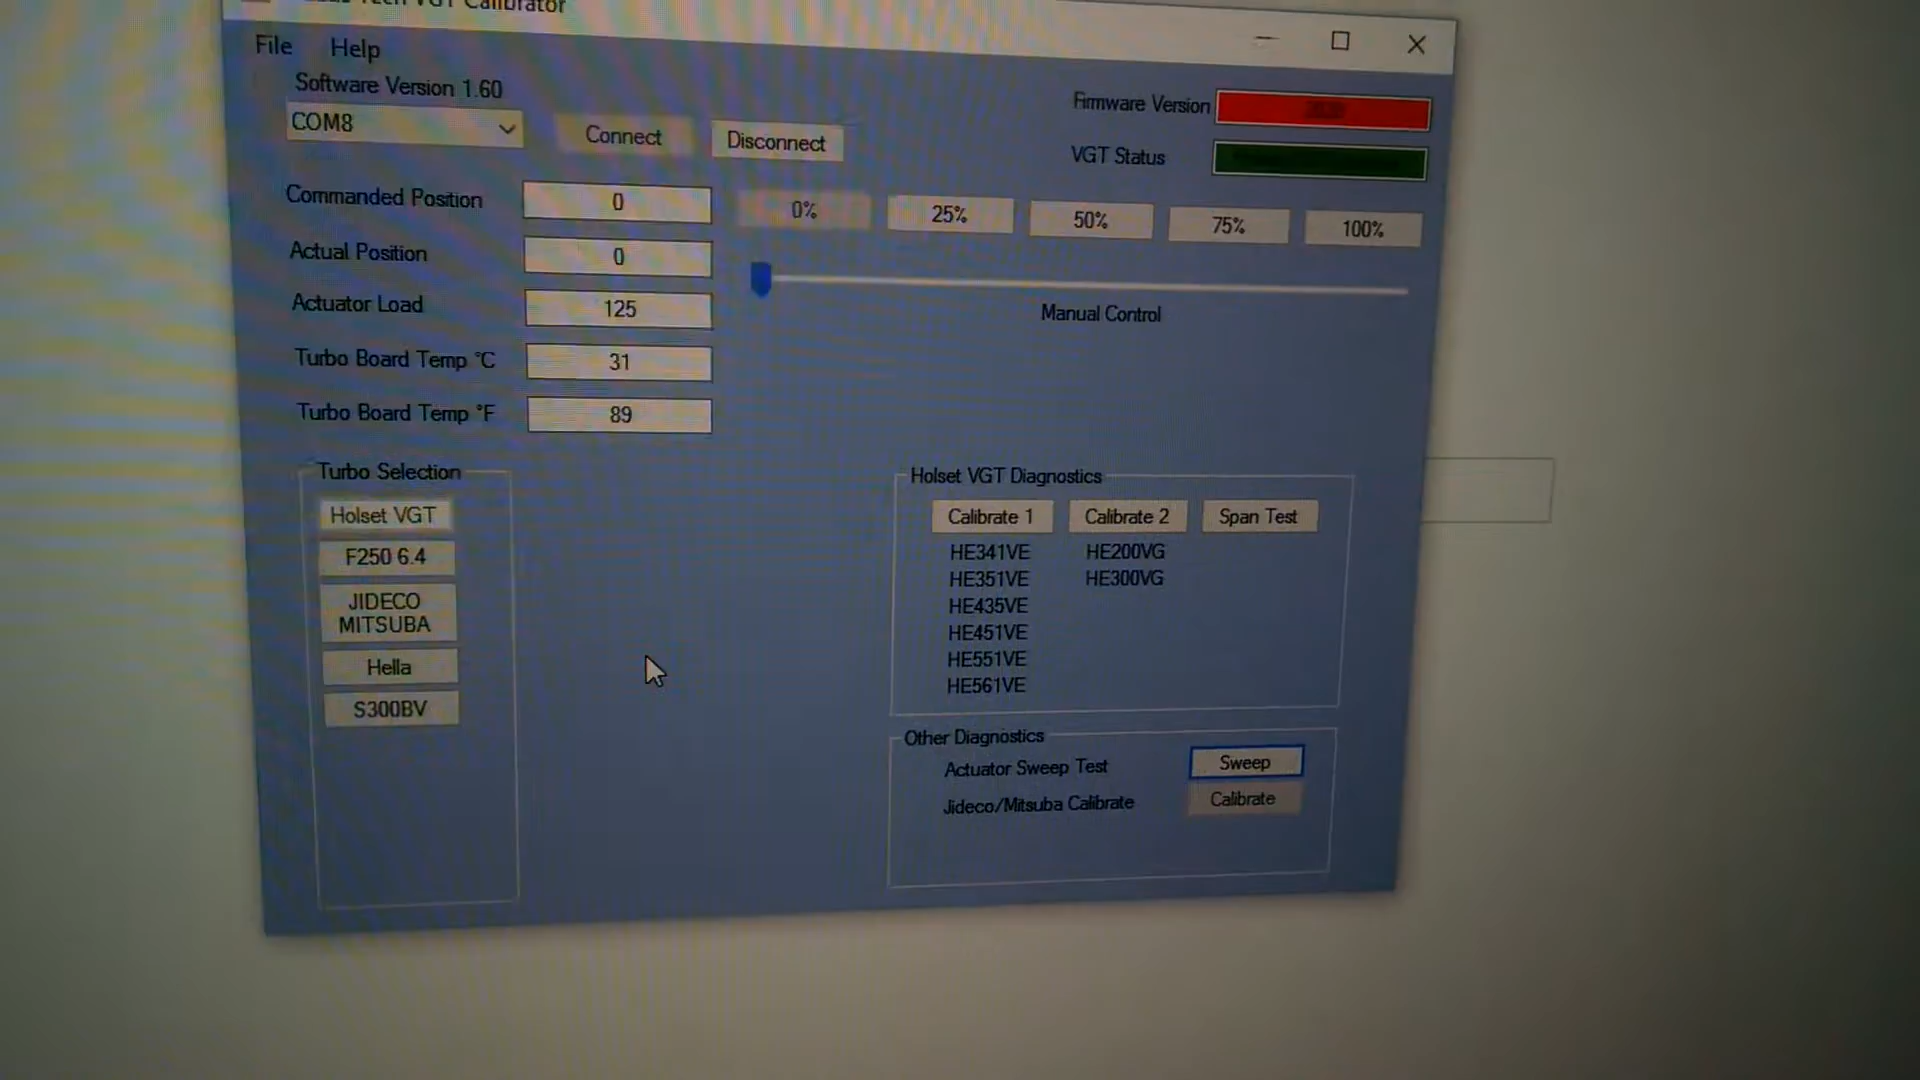 Tech VGT Calibrator
File Help
Software Version 1.60
COM8
Connect
Disconnect
Firmware Version
VGT Status
Commanded Position 0
0% 25% 50% 75% 100%
Actual Position 0
Actuator Load 125
Manual Control
Turbo Board Temp °C 31
Turbo Board Temp °F 89
Turbo Selection
Holset VGT
F250 6.4
JIDECO
MITSUBA
Hella
S300BV
Holset VGT Diagnostics
Calibrate 1 Calibrate 2 Span Test
HE341VE HE200VG
HE351VE HE300VG
HE435VE
HE451VE
HE551VE
HE561VE
Other Diagnostics
Actuator Sweep Test Sweep
Jideco/Mitsuba Calibrate Calibrate